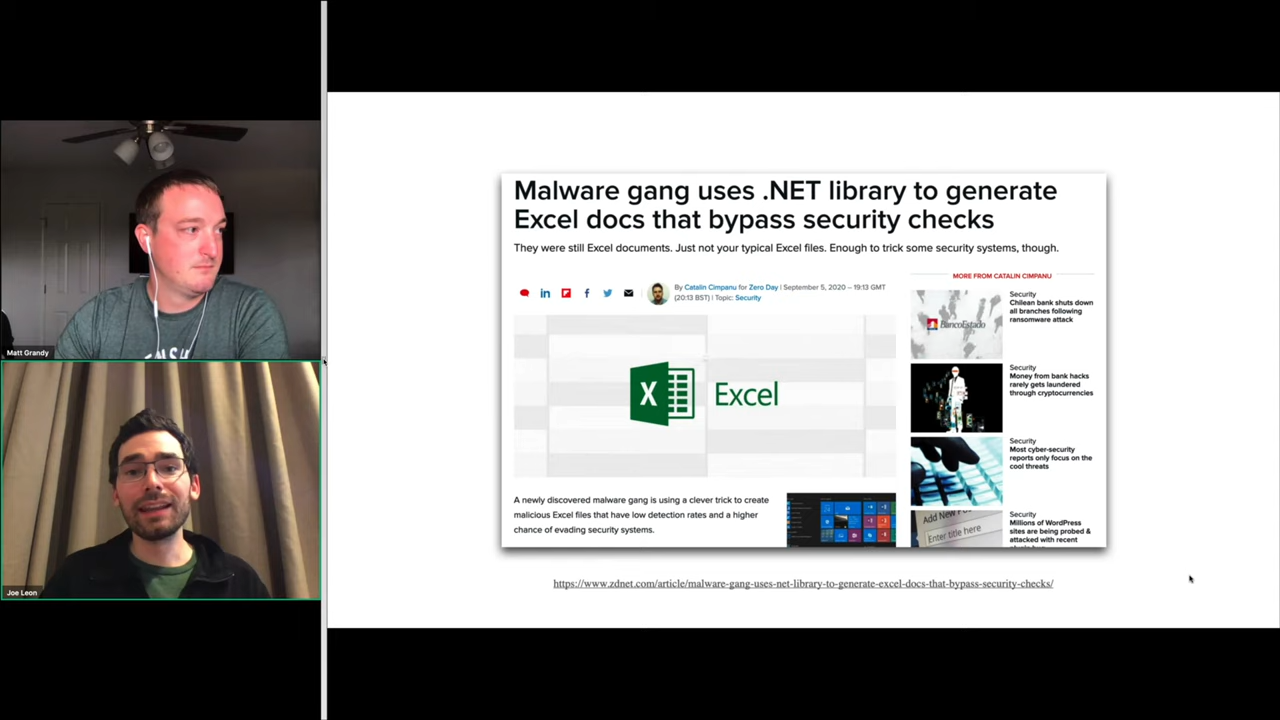 Matt Grandy
Joe Leon
Malware gang uses .NET library to generate
Excel docs that bypass security checks
They were still Excel documents. Just not your typical Excel files. Enough to trick some security systems, though.
By Catalin Cimpanu for Zero Day | September 5, 2020 -- 19:13 GMT
(20:13 BST) | Topic: Security
X Excel
A newly discovered malware gang is using a clever trick to create
malicious Excel files that have low detection rates and a higher
chance of evading security systems.
MORE FROM CATALIN CIMPANU
BancoEstado
Security
Chilean bank shuts down
all branches following
ransomware attack
Security
Money from bank hacks
rarely gets laundered
through cryptocurrencies
Security
Most cyber-security
reports only focus on the
cool threats
Add New
Enter title here
Security
Millions of WordPress
sites are being probed &
attacked with recent
https://www.zdnet.com/article/malware-gang-uses-net-library-to-generate-excel-docs-that-bypass-security-checks/